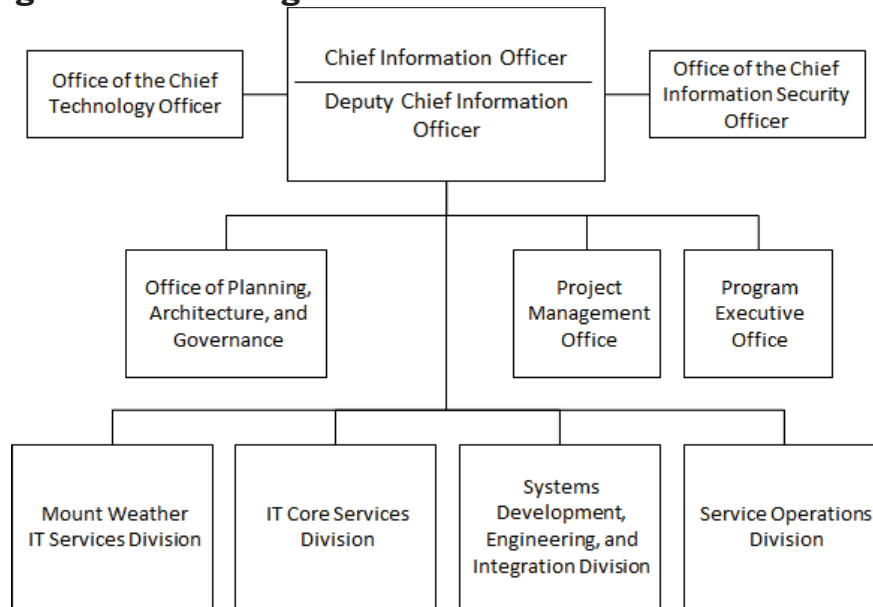 Chief Information Officer
Deputy Chief Information
Officer
Office of the Chief
Technology Officer
Office of the Chief
Information Security
Officer
Office of Planning,
Architecture, and
Governance
Project
Management
Office
Program
Executive
Office
Mount Weather
IT Services Division
IT Core Services
Division
Systems
Development,
Engineering, and
Integration Division
Service Operations
Division